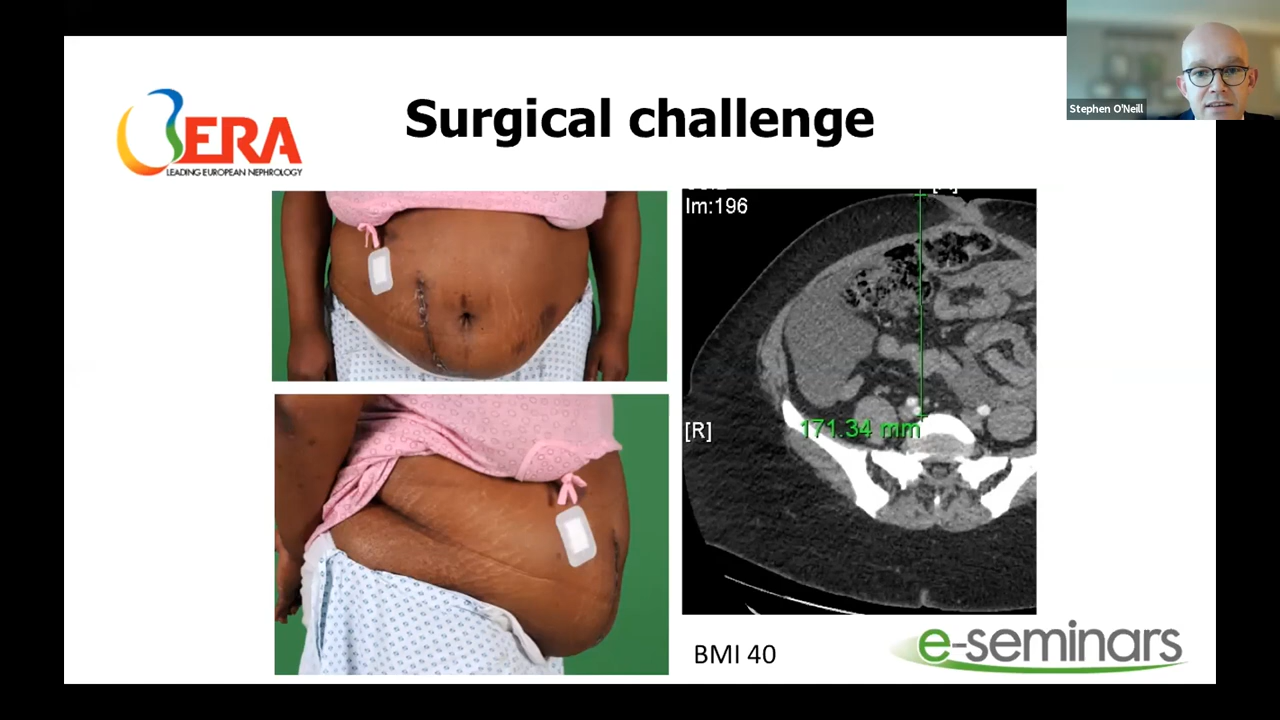 Stephen O'Neill
Surgical challenge
ERA
LEADING EUROPEAN NEPHROLOGY
Im:196
[R]
171.34 mm
BMI 40
e-seminars